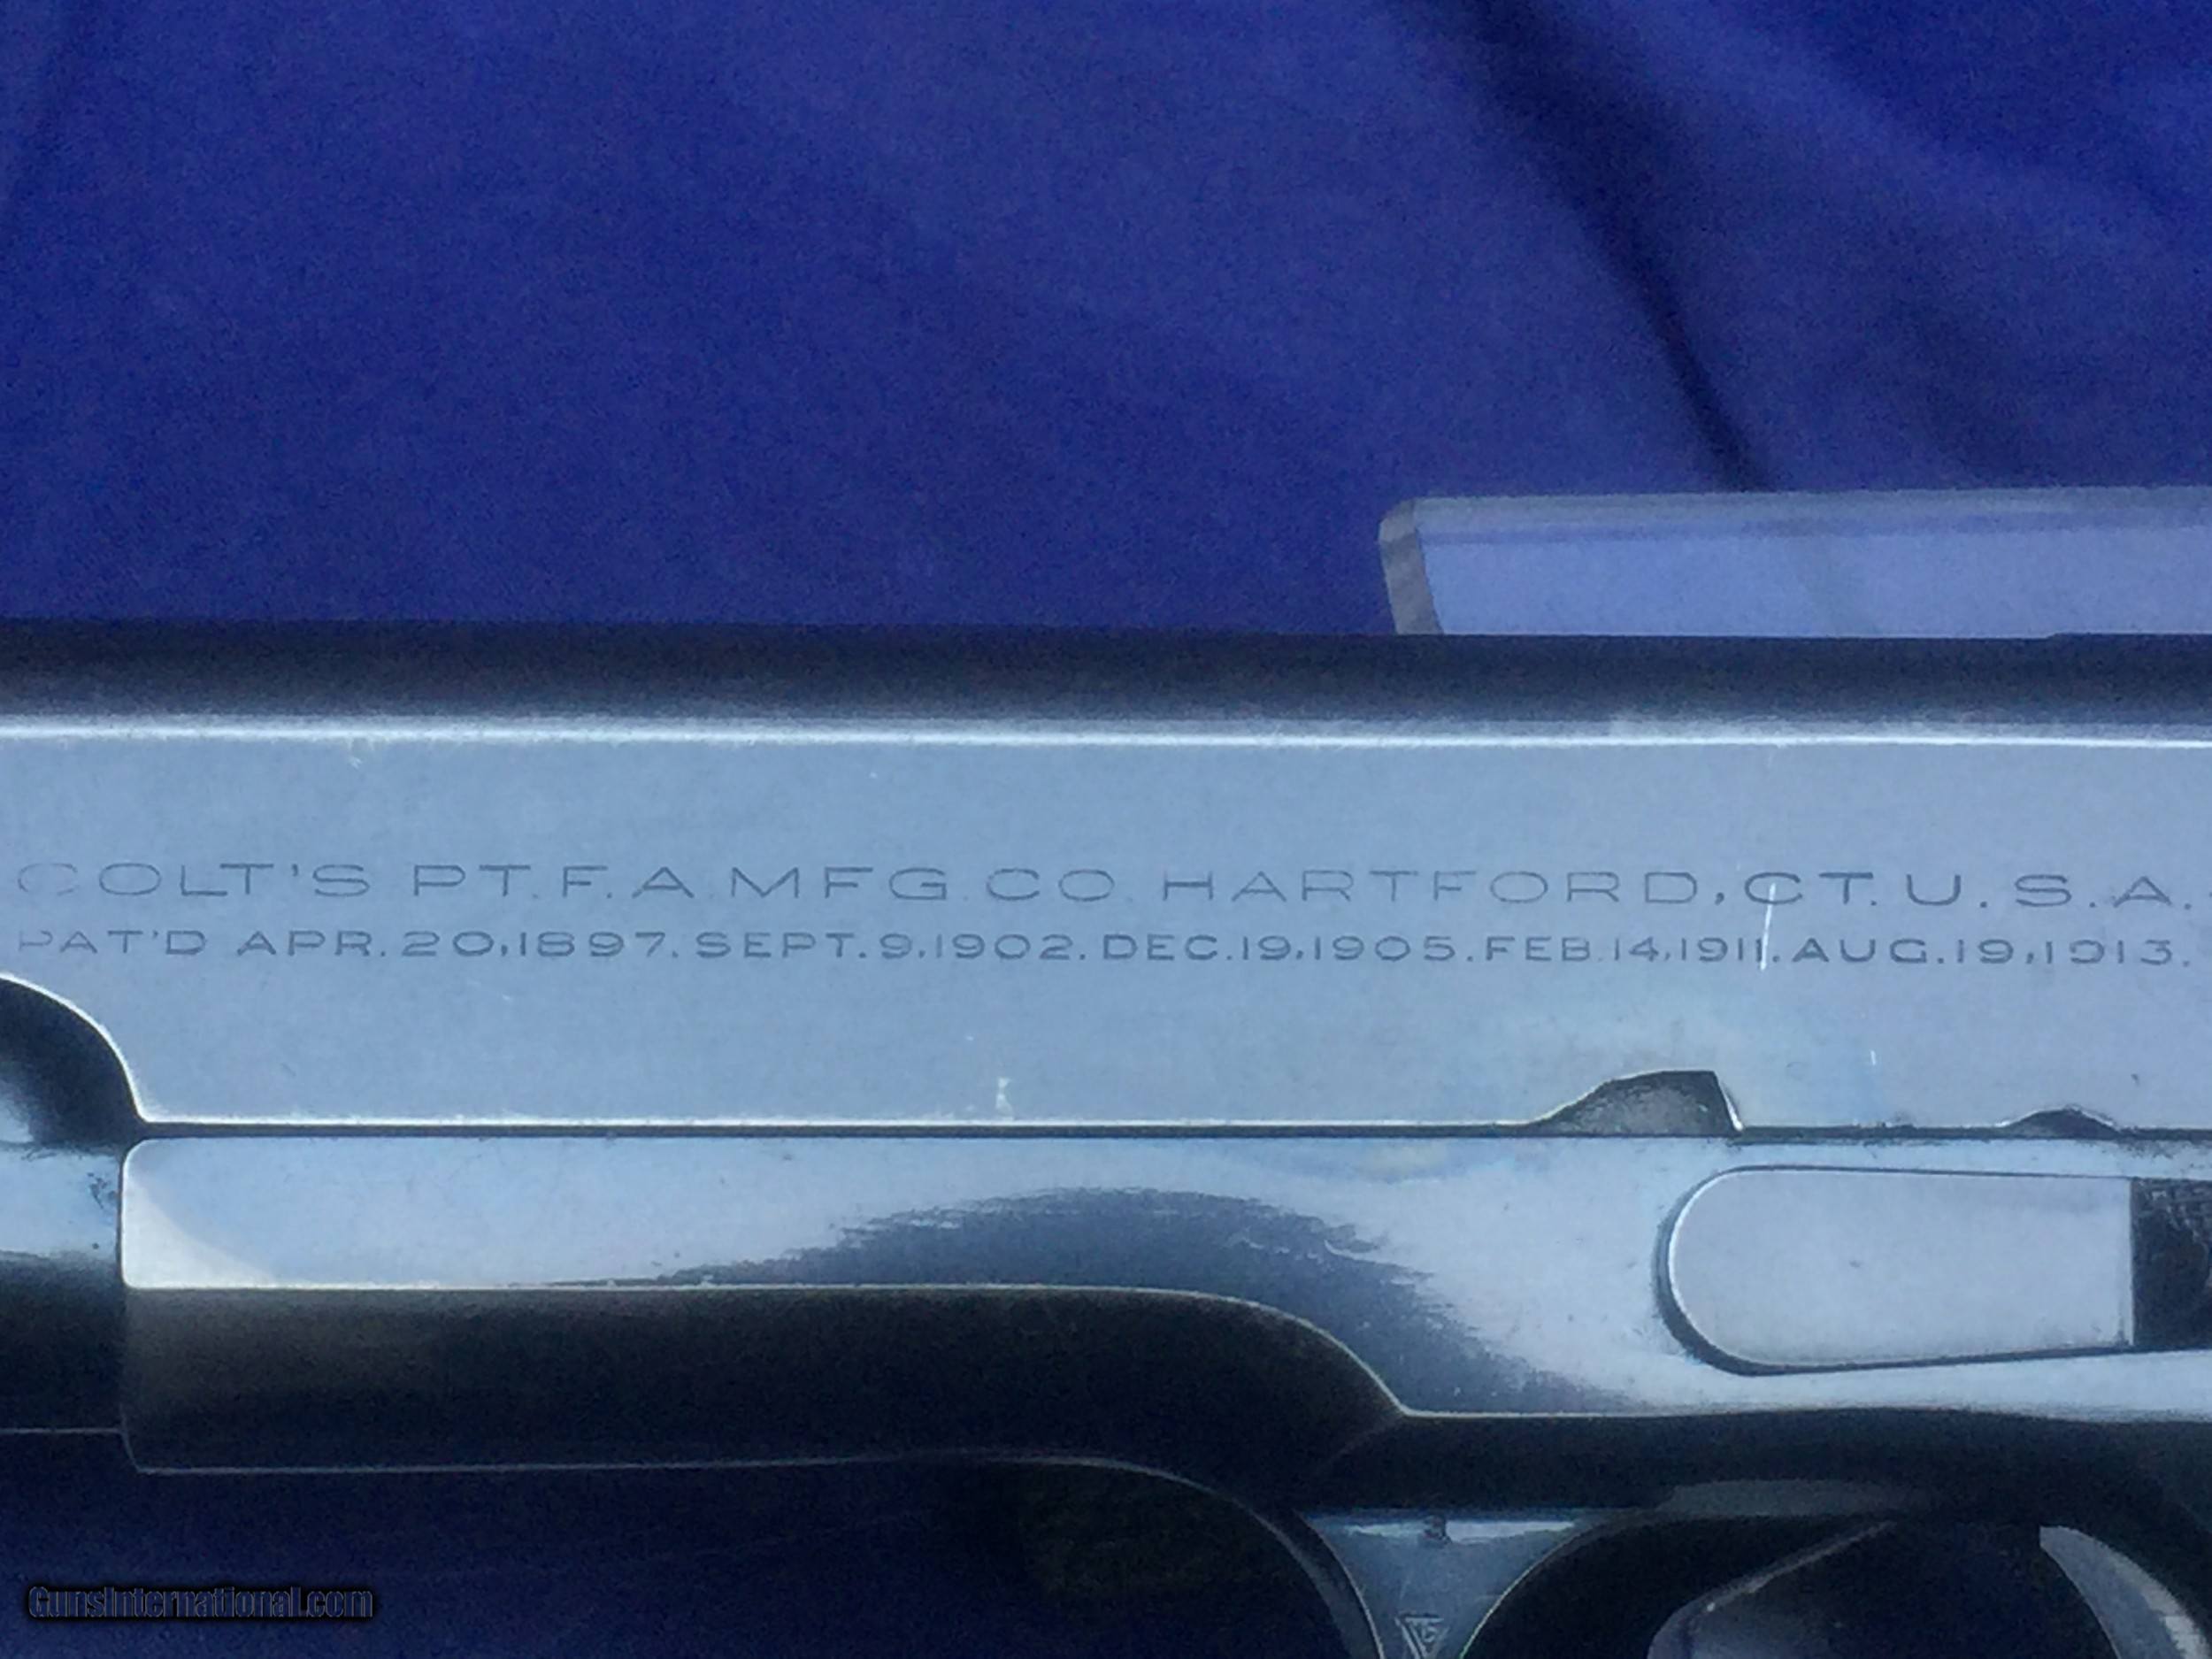 COLT'S PT.F.A.MFG.CO. HARTFORD,CT.U.S.A.
PAT'D APR.20,1897.SEPT.9,1902.DEC.19,1905.FEB.14,1911.AUG.19,1913.
3
GunsInternational.com